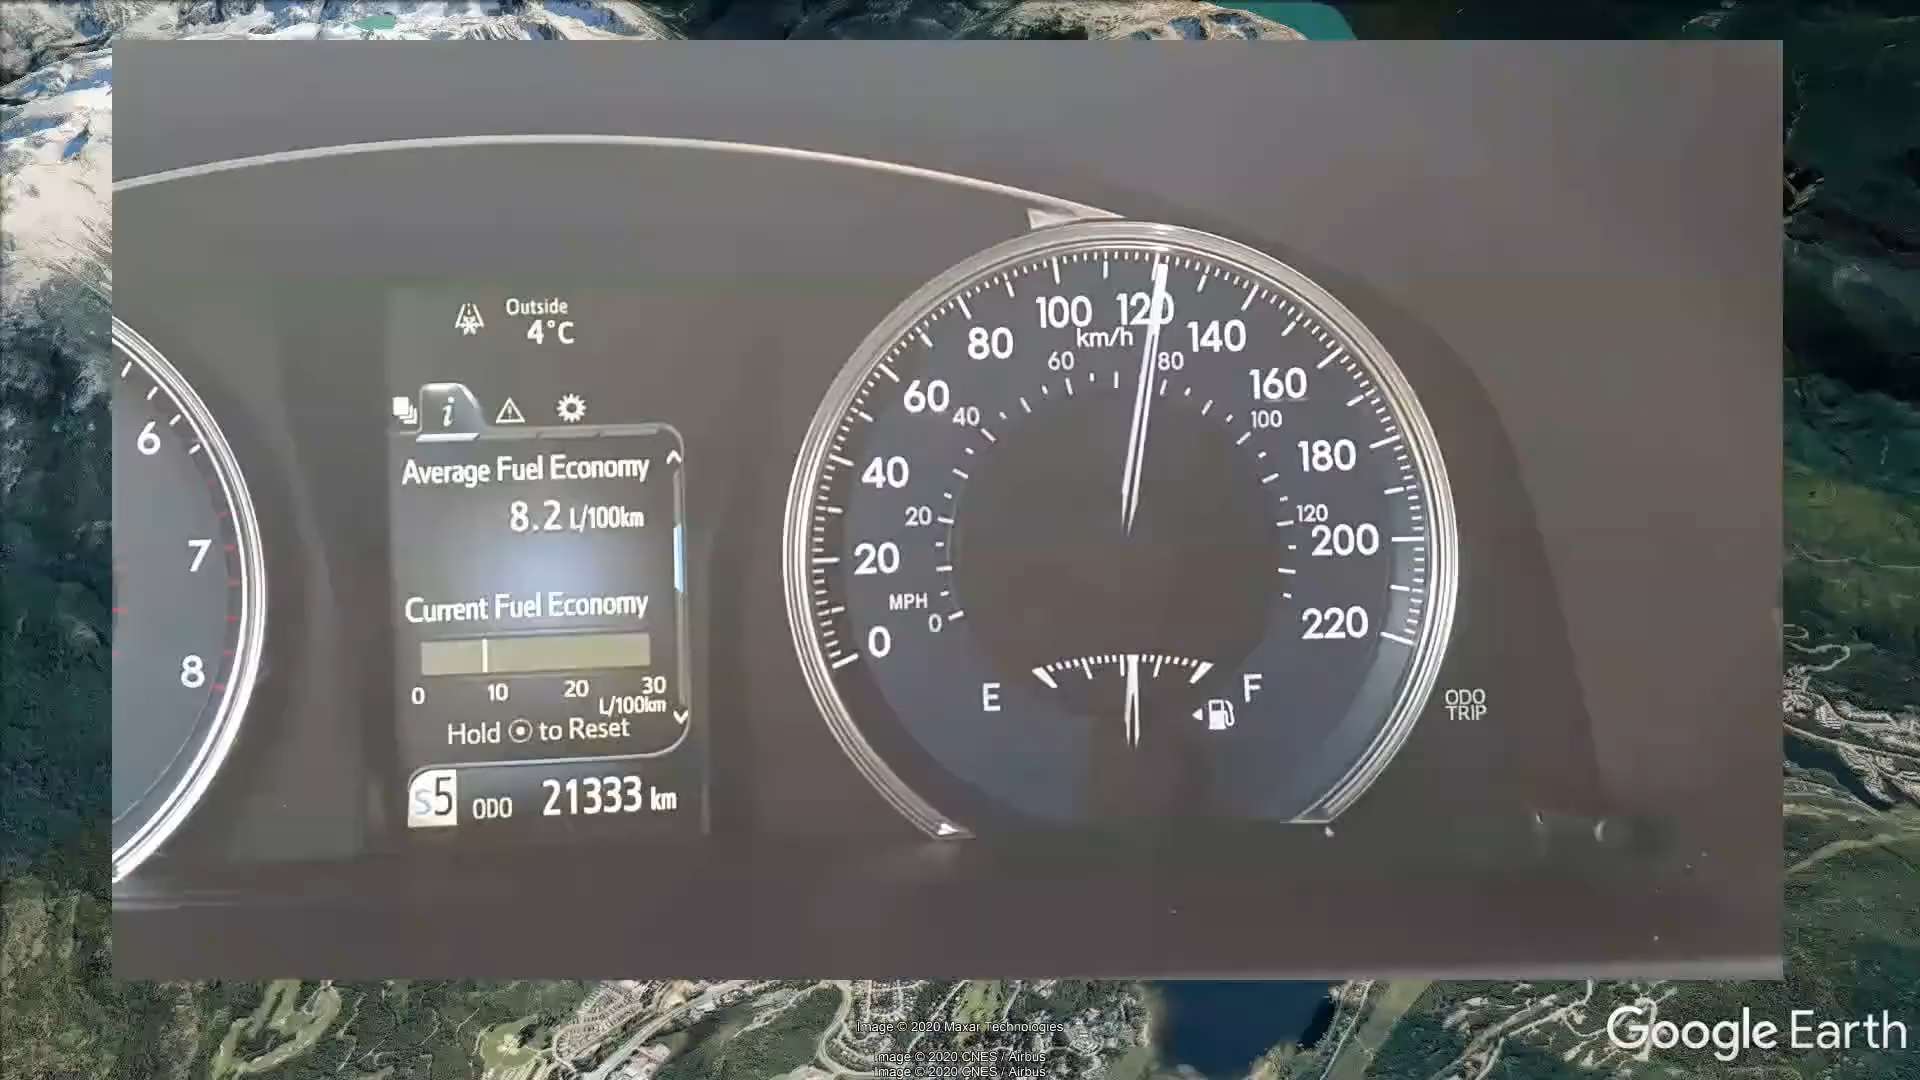 Outside
4°C
i
Average Fuel Economy
8.2 L/100km
Current Fuel Economy
0 10 20 30
L/100km
Hold to Reset
S5 ODO 21333 km
6
7
8
0 20 40 60 80 100 120 140 160 180 200 220
km/h
0 20 40 60 80 100 120
MPH
E F
ODO
TRIP
Image © 2020 Maxar Technologies
Image © 2020 CNES / Airbus
Image © 2020 CNES / Airbus
Google Earth